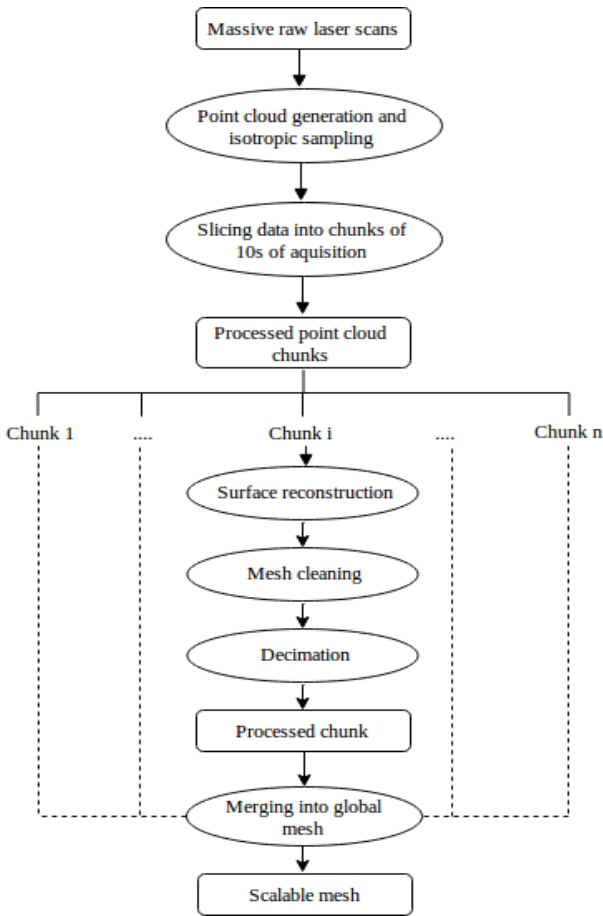 Massive raw laser scans
Point cloud generation and
isotropic sampling
Slicing data into chunks of
10s of aquisition
Processed point cloud
chunks
Chunk 1
....
Chunk i
....
Chunk n
Surface reconstruction
Mesh cleaning
Decimation
Processed chunk
Merging into global
mesh
Scalable mesh